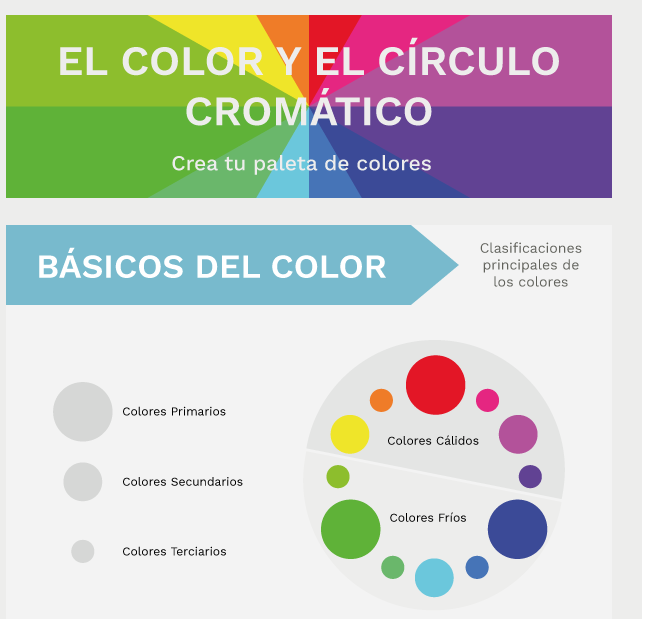 EL COLOR Y EL CÍRCULO
CROMÁTICO
Crea tu paleta de colores
BÁSICOS DEL COLOR
Clasificaciones
principales de
los colores
Colores Primarios
Colores Secundarios
Colores Terciarios
Colores Cálidos
Colores Fríos